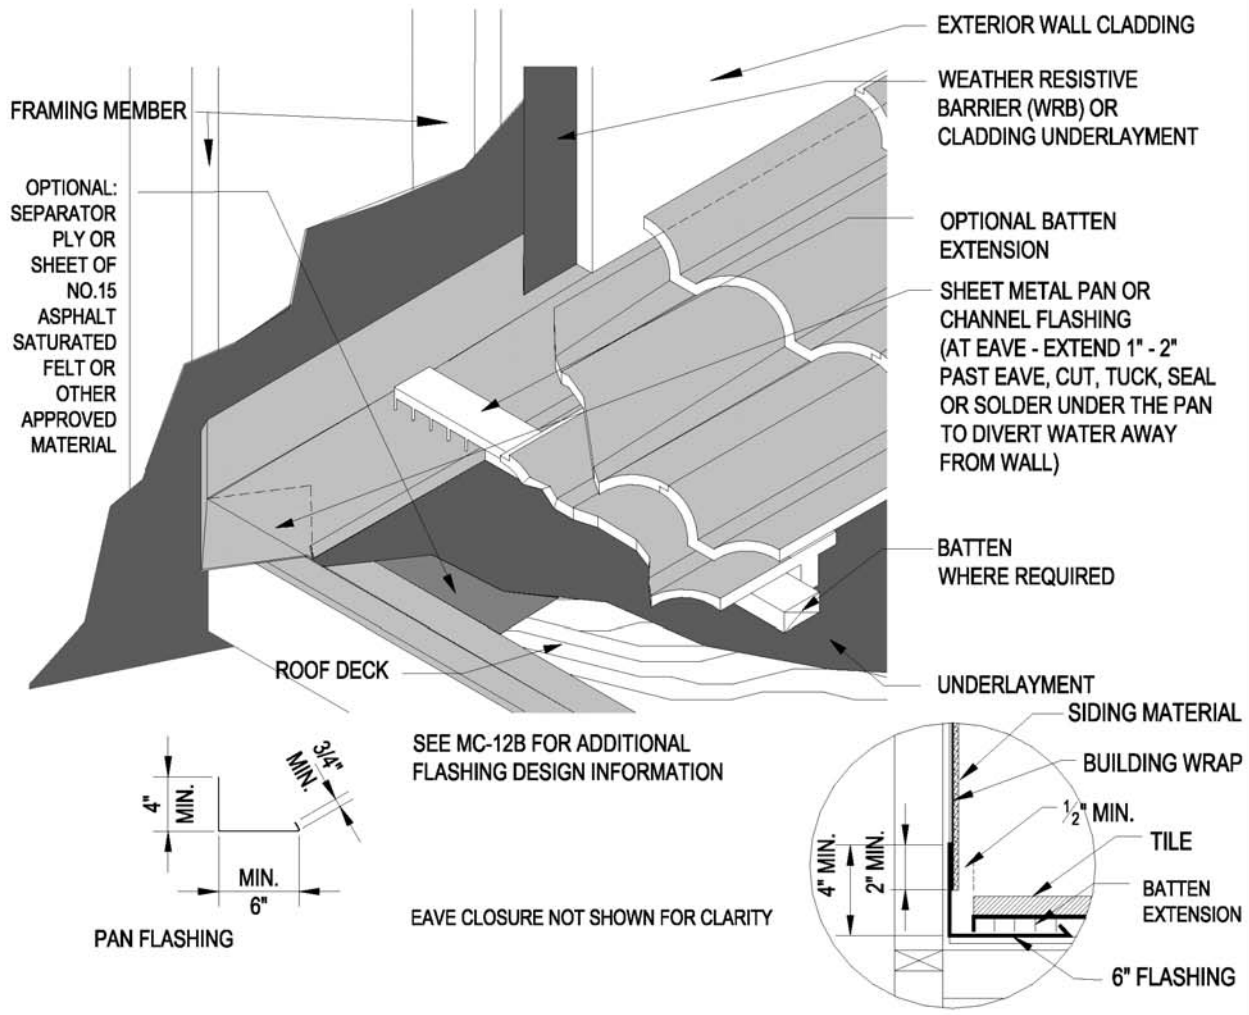 EXTERIOR WALL CLADDING
WEATHER RESISTIVE
BARRIER (WRB) OR
CLADDING UNDERLAYMENT
FRAMING MEMBER
OPTIONAL:
SEPARATOR
PLY OR
SHEET OF
NO.15
ASPHALT
SATURATED
FELT OR
OTHER
APPROVED
MATERIAL
OPTIONAL BATTEN
EXTENSION
SHEET METAL PAN OR
CHANNEL FLASHING
(AT EAVE - EXTEND 1" - 2"
PAST EAVE, CUT, TUCK, SEAL
OR SOLDER UNDER THE PAN
TO DIVERT WATER AWAY
FROM WALL)
BATTEN
WHERE REQUIRED
ROOF DECK
UNDERLAYMENT
SEE MC-12B FOR ADDITIONAL
FLASHING DESIGN INFORMATION
3/4"
MIN.
4"
MIN.
MIN.
6"
PAN FLASHING
EAVE CLOSURE NOT SHOWN FOR CLARITY
SIDING MATERIAL
BUILDING WRAP
1/2" MIN.
TILE
4" MIN.
2" MIN.
BATTEN
EXTENSION
6" FLASHING